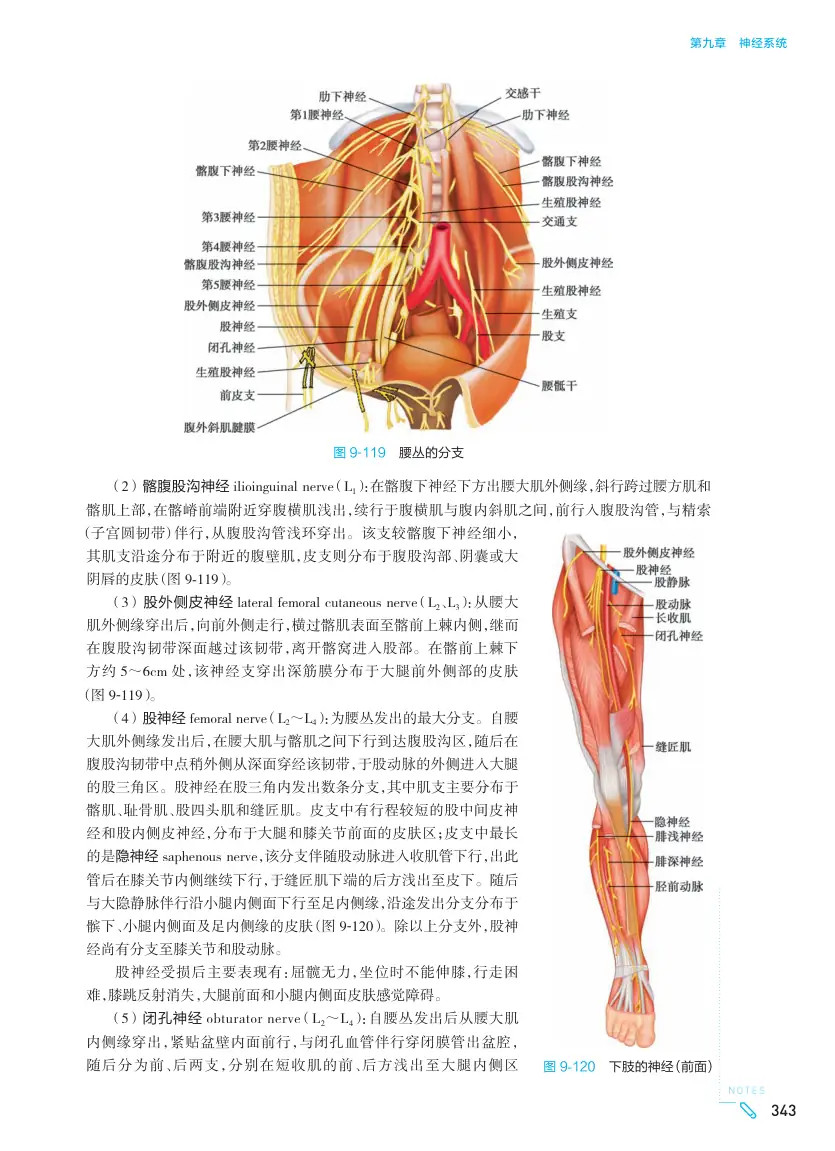 第九章 神经系统
肋下神经
第1腰神经
第2腰神经
髂腹下神经
第3腰神经
第4腰神经
髂腹股沟神经
第5腰神经
股外侧皮神经
股神经
闭孔神经
生殖股神经
前皮支
腹外斜肌腱膜
交感干
肋下神经
髂腹下神经
髂腹股沟神经
生殖股神经
交通支
股外侧皮神经
生殖股神经
生殖支
股支
腰骶干
图 9-119 腰丛的分支
（2）髂腹股沟神经 ilioinguinal nerve（L₁）：在髂腹下神经下方出腰大肌外侧缘，斜行跨过腰方肌和
髂肌上部，在髂嵴前端附近穿腹横肌浅出，续行于腹横肌与腹内斜肌之间，前行入腹股沟管，与精索
（子宫圆韧带）伴行，从腹股沟管浅环穿出。该支较髂腹下神经细小，
其肌支沿途分布于附近的腹壁肌，皮支则分布于腹股沟部、阴囊或大
阴唇的皮肤（图 9-119）。
（3）股外侧皮神经 lateral femoral cutaneous nerve（L₂、L₃）：从腰大
肌外侧缘穿出后，向前外侧走行，横过髂肌表面至髂前上棘内侧，继而
在腹股沟韧带深面越过该韧带，离开髂窝进入股部。在髂前上棘下
方约 5～6cm 处，该神经支穿出深筋膜分布于大腿前外侧部的皮肤
（图 9-119）。
（4）股神经 femoral nerve（L₂～L₄）：为腰丛发出的最大分支。自腰
大肌外侧缘发出后，在腰大肌与髂肌之间下行到达腹股沟区，随后在
腹股沟韧带中点稍外侧从深面穿经该韧带，于股动脉的外侧进入大腿
的股三角区。股神经在股三角内发出数条分支，其中肌支主要分布于
髂肌、耻骨肌、股四头肌和缝匠肌。皮支中有行程较短的股中间皮神
经和股内侧皮神经，分布于大腿和膝关节前面的皮肤区；皮支中最长
的是隐神经 saphenous nerve，该分支伴随股动脉进入收肌管下行，出此
管后在膝关节内侧继续下行，于缝匠肌下端的后方浅出至皮下。随后
与大隐静脉伴行沿小腿内侧面下行至足内侧缘，沿途发出分支分布于
髌下、小腿内侧面及足内侧缘的皮肤（图 9-120）。除以上分支外，股神
经尚有分支至膝关节和股动脉。
股神经受损后主要表现有：屈髋无力，坐位时不能伸膝，行走困
难，膝跳反射消失，大腿前面和小腿内侧面皮肤感觉障碍。
（5）闭孔神经 obturator nerve（L₂～L₄）：自腰丛发出后从腰大肌
内侧缘穿出，紧贴盆壁内面前行，与闭孔血管伴行穿闭膜管出盆腔，
随后分为前、后两支，分别在短收肌的前、后方浅出至大腿内侧区
股外侧皮神经
股神经
股静脉
股动脉
长收肌
闭孔神经
缝匠肌
隐神经
腓浅神经
腓深神经
胫前动脉
图 9-120 下肢的神经（前面）
NOTES
343